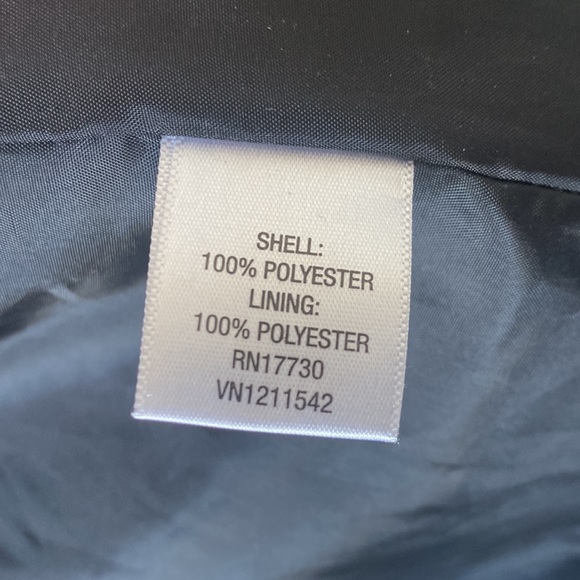 SHELL:
100% POLYESTER
LINING:
100% POLYESTER
RN17730
VN1211542